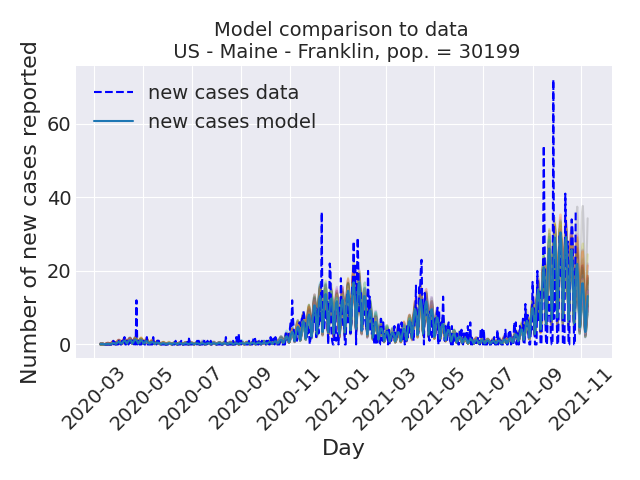 Model comparison to data
US - Maine - Franklin, pop. = 30199
new cases data
new cases model
Number of new cases reported
60
40
20
0
2020-03
2020-05
2020-07
2020-09
2020-11
2021-01
2021-03
2021-05
2021-07
2021-09
2021-11
Day